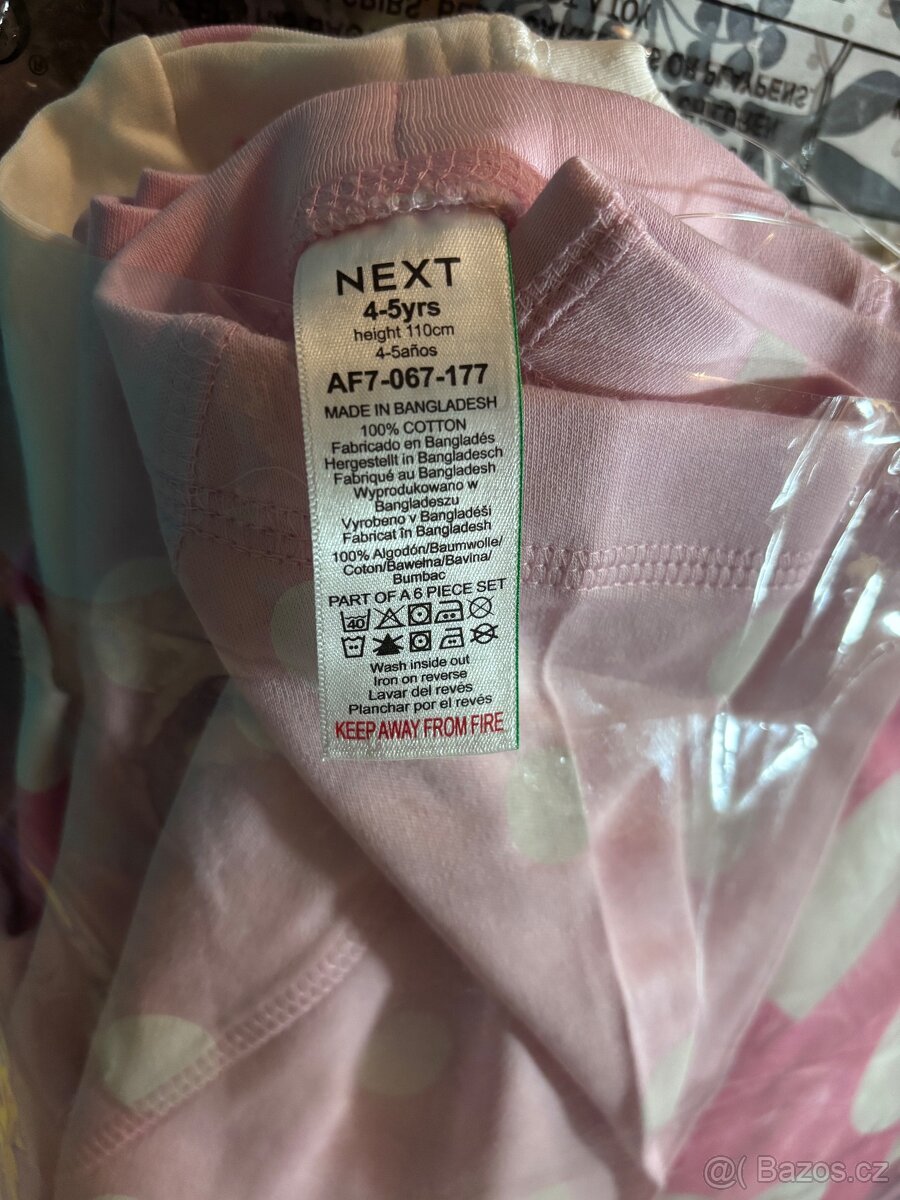 NEXT
4-5yrs
height 110cm
4-5años
AF7-067-177
MADE IN BANGLADESH
100% COTTON
Fabricado en Bangladés
Hergestellt in Bangladesch
Fabriqué au Bangladesh
Wyprodukowano w
Bangladeszu
Vyrobeno v Bangladéši
Fabricat în Bangladesh
100% Algodón/Baumwolle/
Coton/Bawełna/Bavina/
Bumbac
PART OF A 6 PIECE SET
40
Wash inside out
Iron on reverse
Lavar del revés
Planchar por el revés
KEEP AWAY FROM FIRE
OR PLAYPENS
@( Bazos.cz